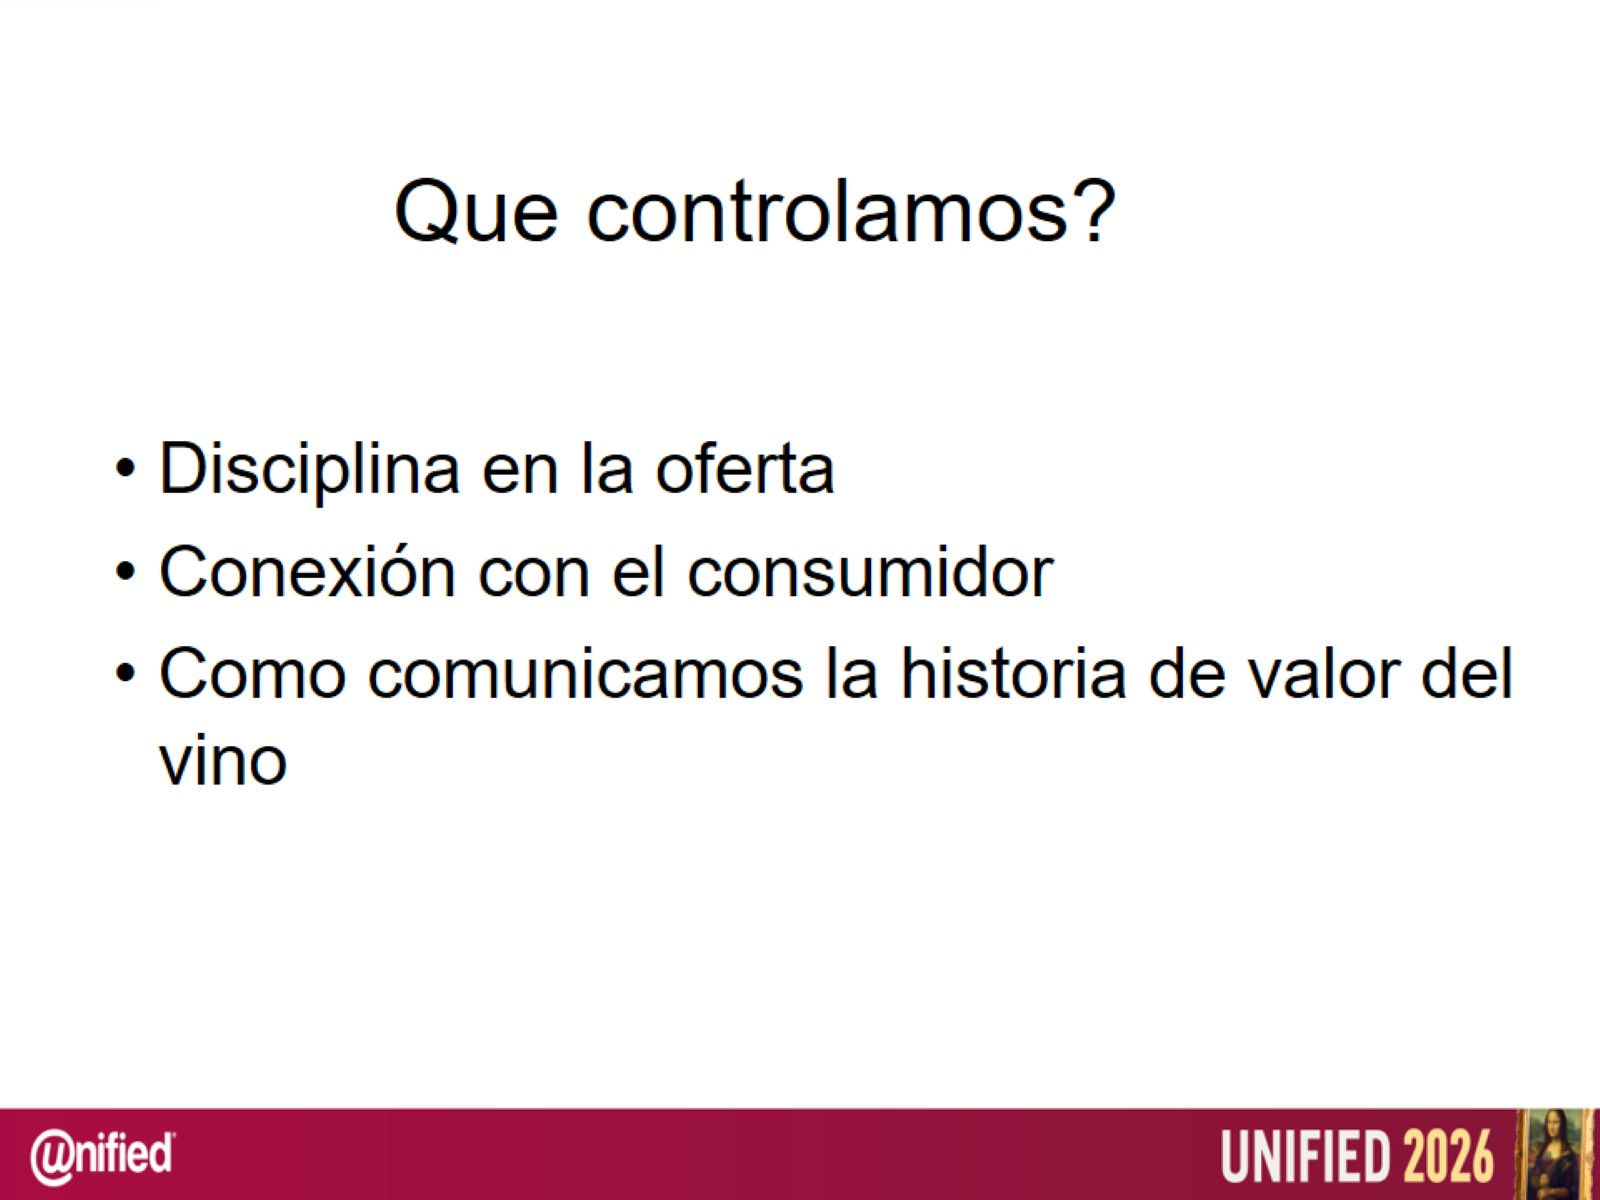 Que controlamos?
• Disciplina en la oferta
• Conexión con el consumidor
• Como comunicamos la historia de valor del
vino
@unified
UNIFIED 2026